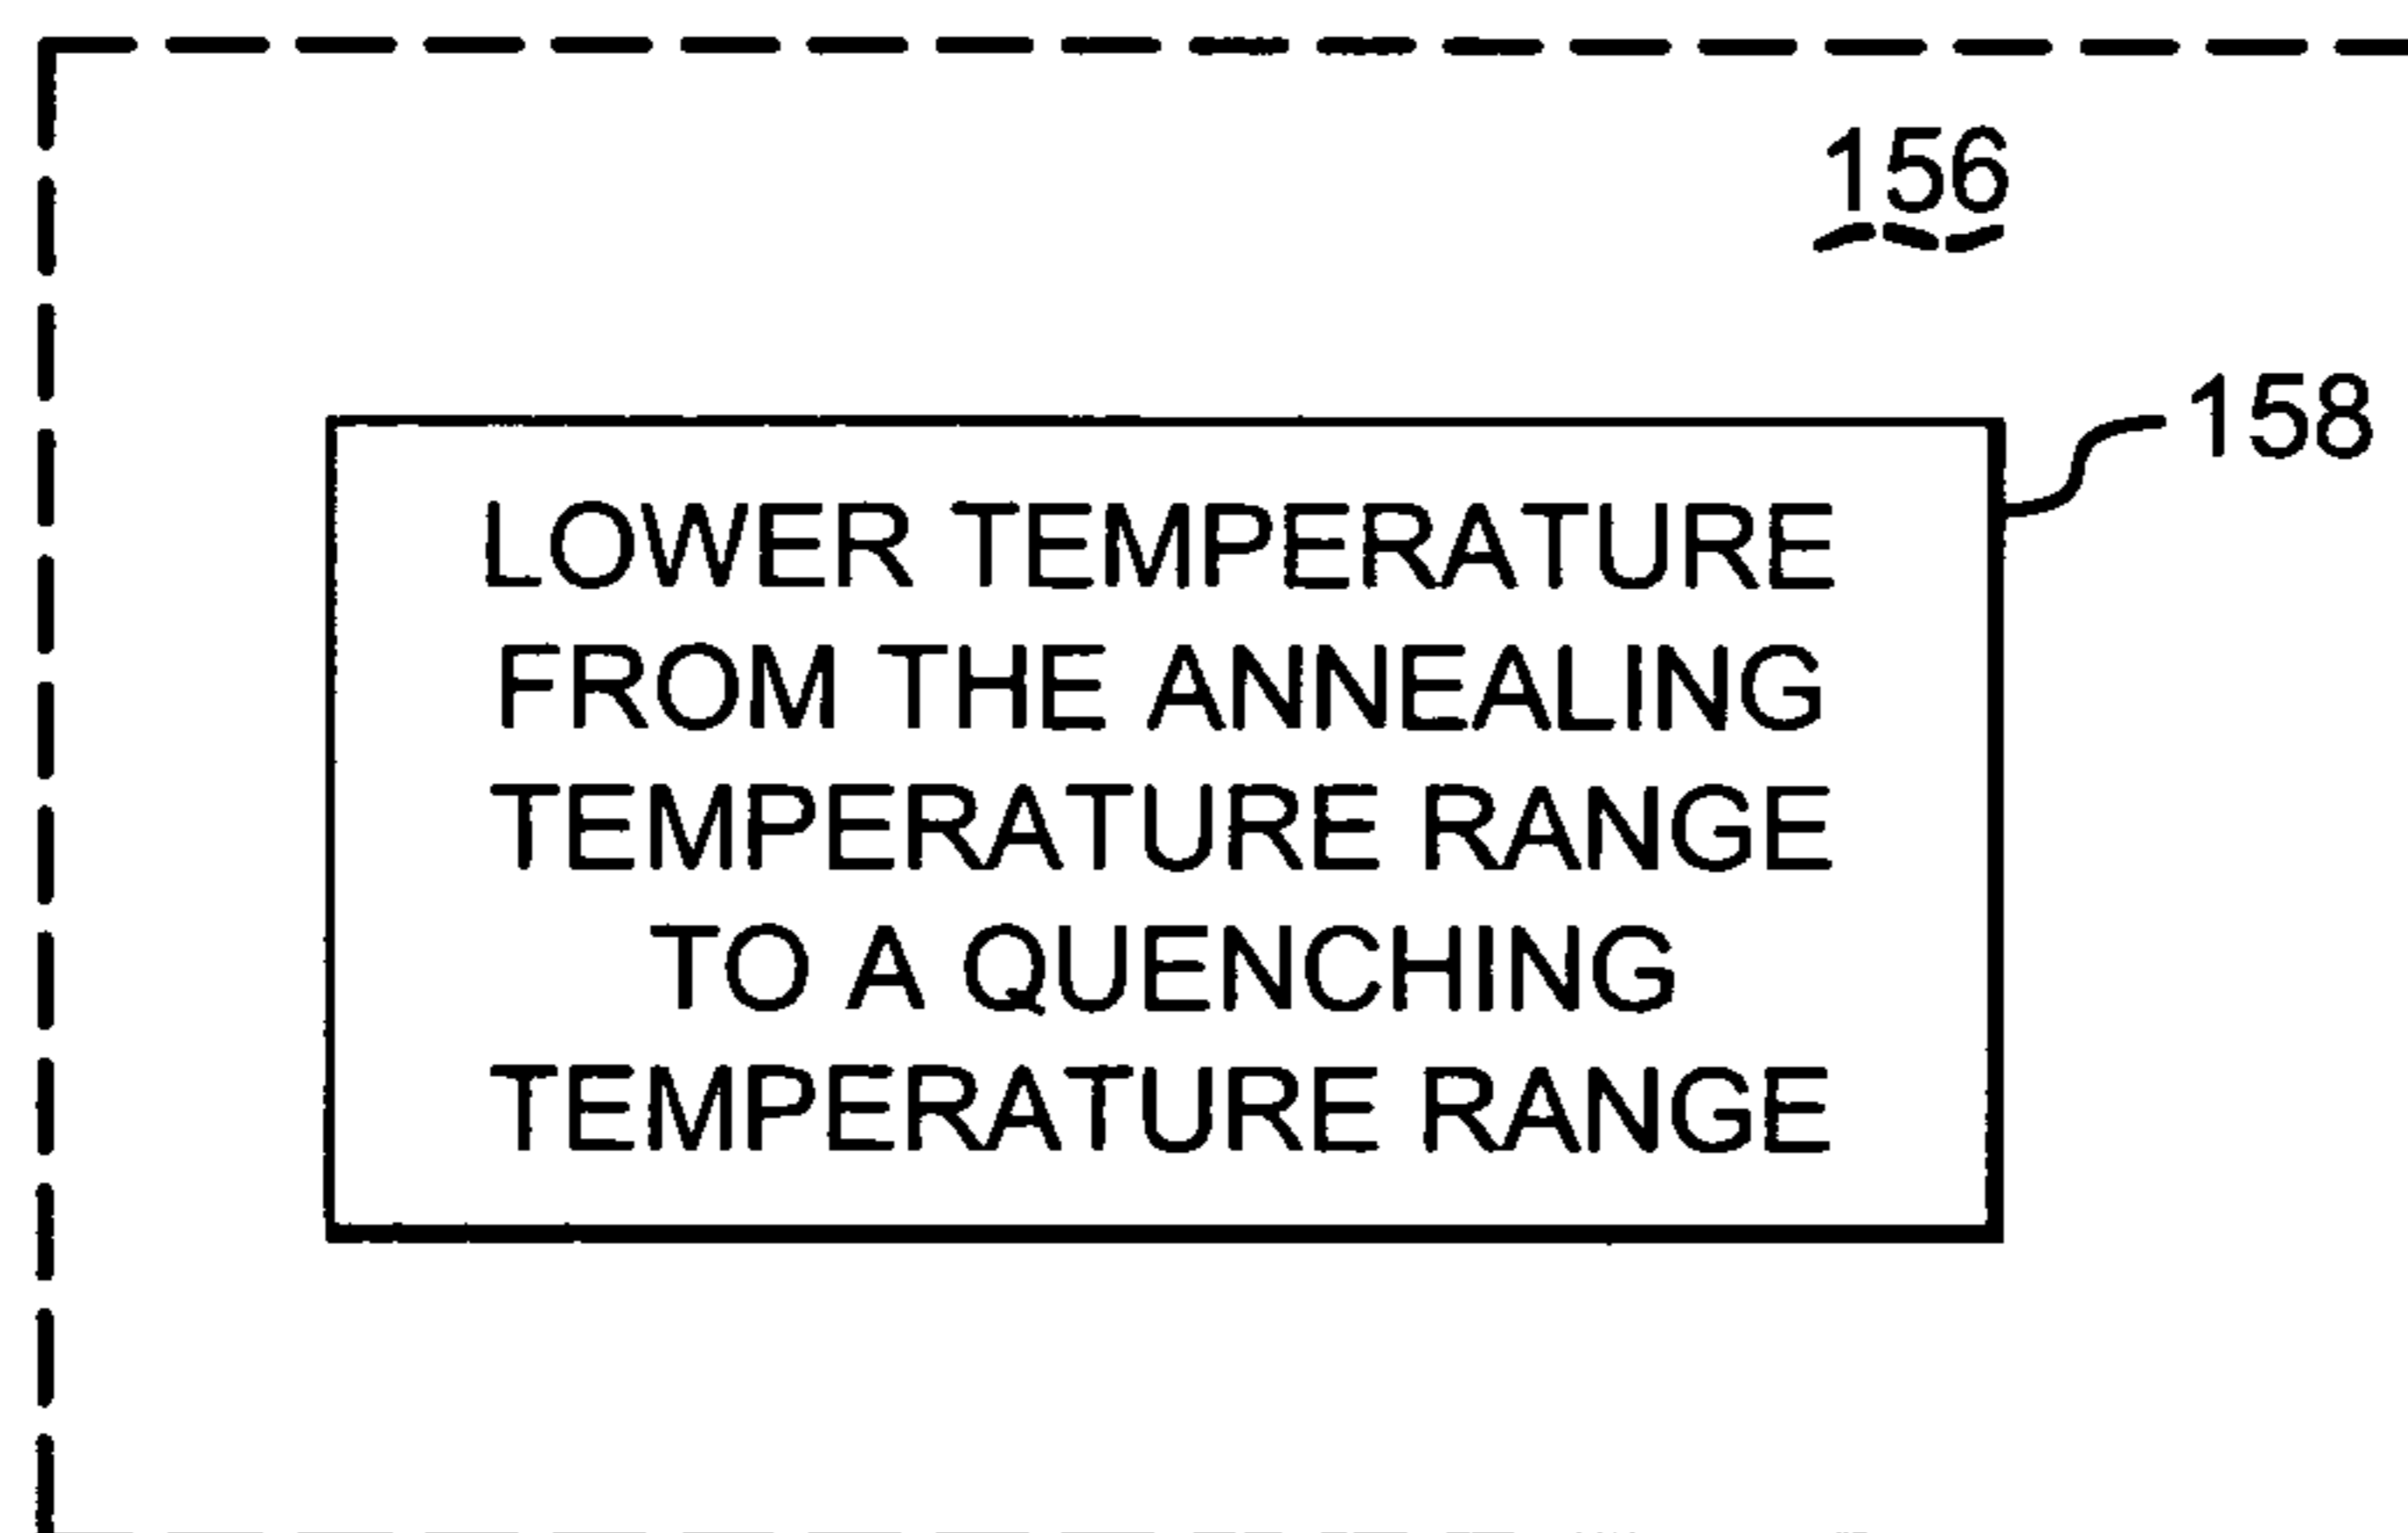 156
158
LOWER TEMPERATURE
FROM THE ANNEALING
TEMPERATURE RANGE
TO A QUENCHING
TEMPERATURE RANGE